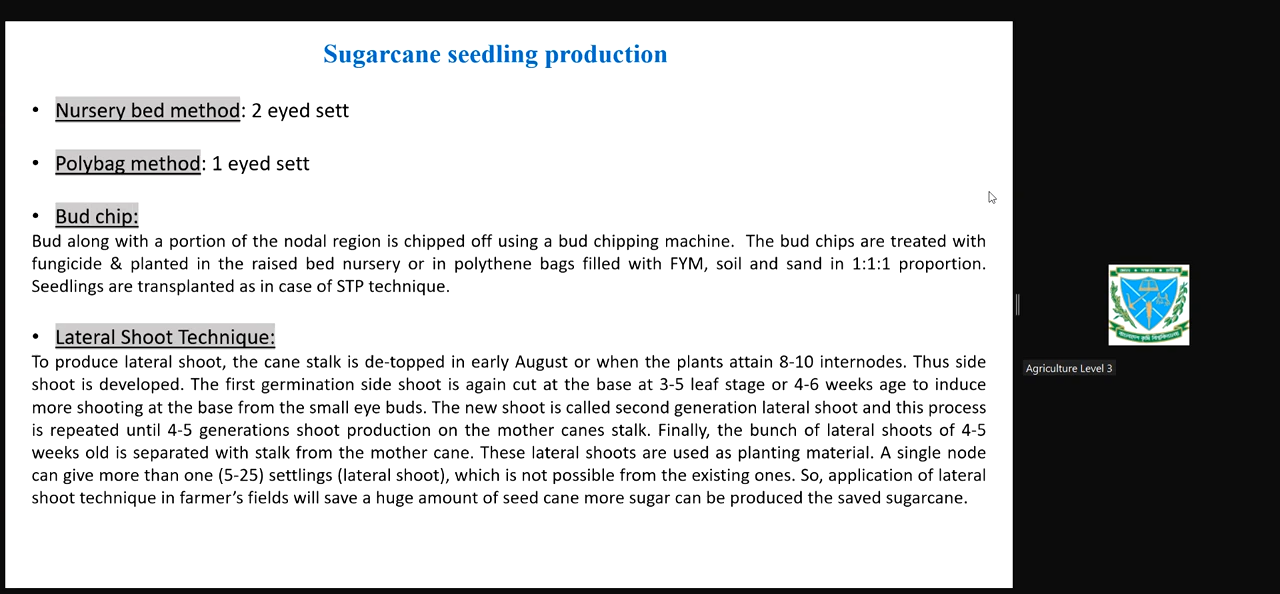 Sugarcane seedling production
• Nursery bed method: 2 eyed sett
• Polybag method: 1 eyed sett
• Bud chip:
Bud along with a portion of the nodal region is chipped off using a bud chipping machine. The bud chips are treated with
fungicide & planted in the raised bed nursery or in polythene bags filled with FYM, soil and sand in 1:1:1 proportion.
Seedlings are transplanted as in case of STP technique.
• Lateral Shoot Technique:
To produce lateral shoot, the cane stalk is de-topped in early August or when the plants attain 8-10 internodes. Thus side
shoot is developed. The first germination side shoot is again cut at the base at 3-5 leaf stage or 4-6 weeks age to induce
more shooting at the base from the small eye buds. The new shoot is called second generation lateral shoot and this process
is repeated until 4-5 generations shoot production on the mother canes stalk. Finally, the bunch of lateral shoots of 4-5
weeks old is separated with stalk from the mother cane. These lateral shoots are used as planting material. A single node
can give more than one (5-25) settlings (lateral shoot), which is not possible from the existing ones. So, application of lateral
shoot technique in farmer’s fields will save a huge amount of seed cane more sugar can be produced the saved sugarcane.
Agriculture Level 3